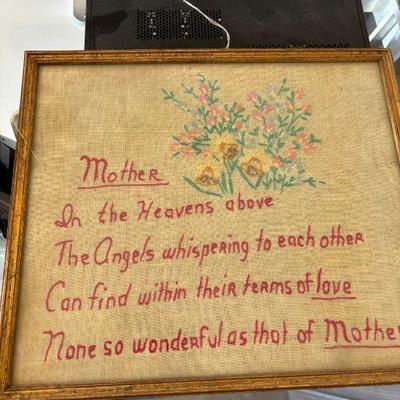 Mother
In the Heavens above
The Angels whispering to each other
Can find within their terms of love
None so wonderful as that of Mother